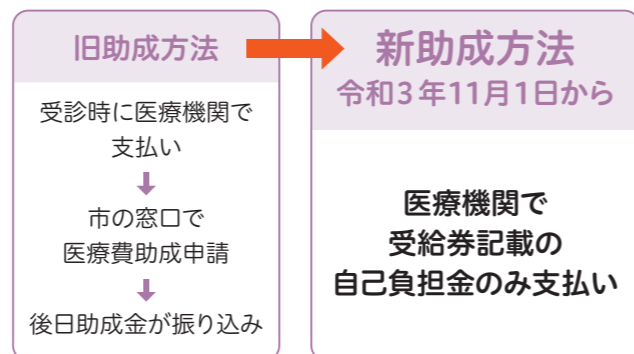 旧助成方法
受診時に医療機関で
支払い
市の窓口で
医療費助成申請
後日助成金が振り込み
新助成方法
令和3年11月1日から
医療機関で
受給券記載の
自己負担金のみ支払い